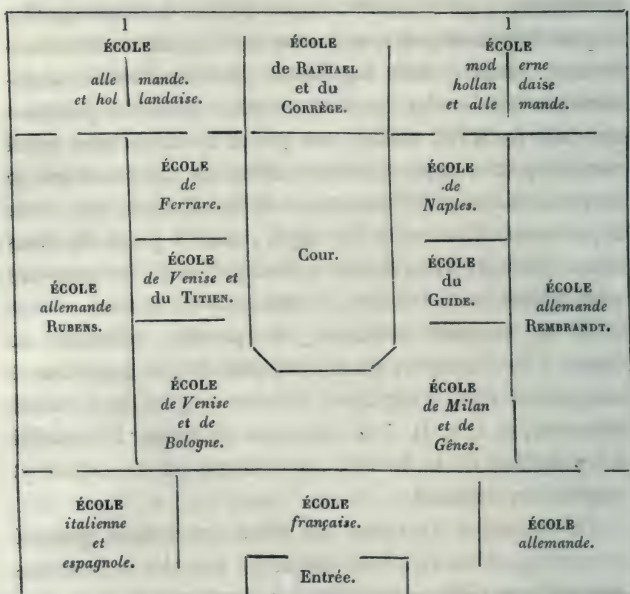 1
ÉCOLE
alle mande.
et hol landaise.
ÉCOLE
de RAPHAEL
et du
CORRÈGE.
1
ÉCOLE
mod erne
hollan daise
et alle mande.
ÉCOLE
de
Ferrare.
ÉCOLE
de Venise et
du TITIEN.
Cour.
ÉCOLE
de
Naples.
ÉCOLE
du
GUIDE.
ÉCOLE
allemande
RUBENS.
ÉCOLE
allemande
REMBRANDT.
ÉCOLE
de Venise
et de
Bologne.
ÉCOLE
de Milan
et de
Gênes.
ÉCOLE
italienne
et
espagnole.
ÉCOLE
française.
ÉCOLE
allemande.
Entrée.